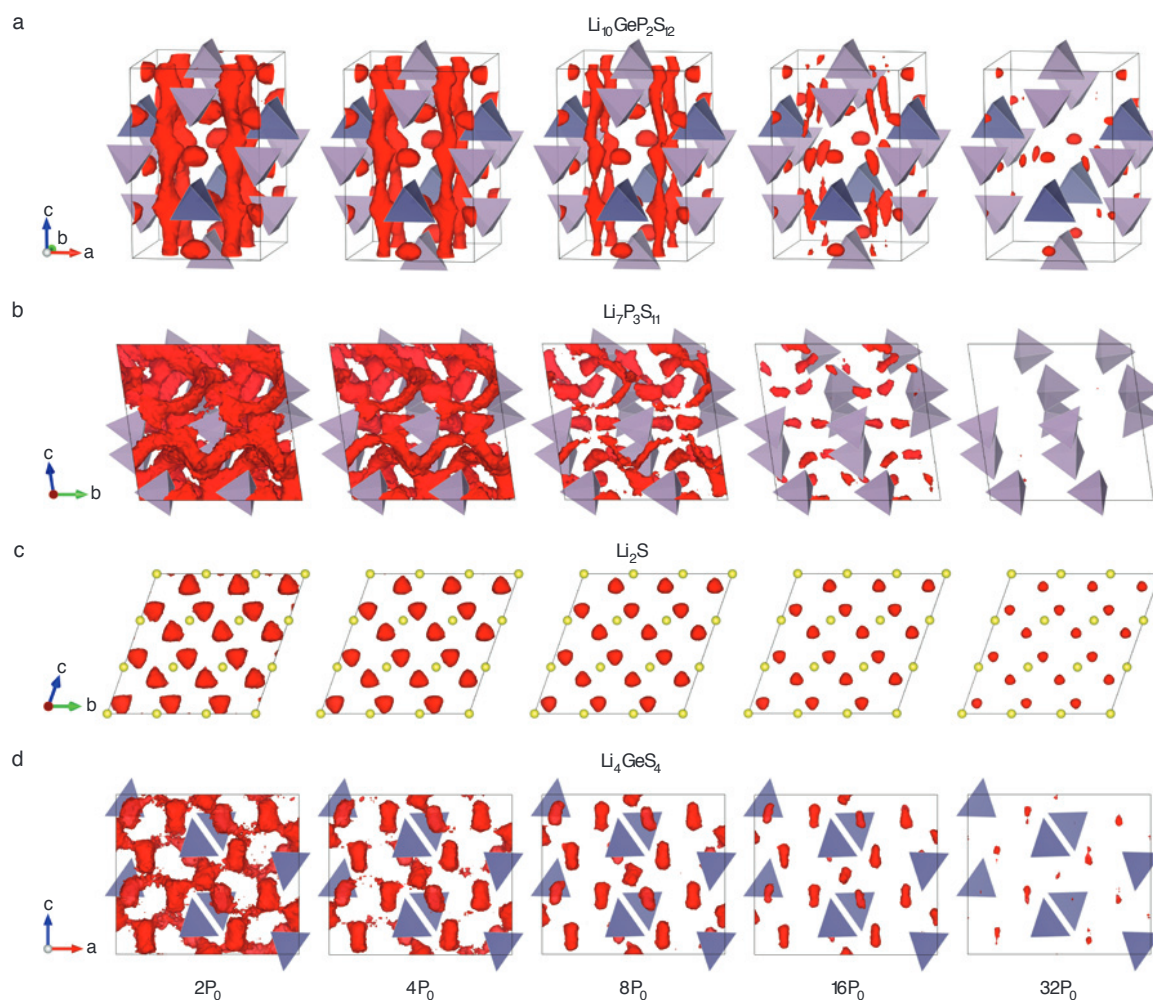 a
Li₁₀GeP₂S₁₂
c
b
a
b
Li₇P₃S₁₁
c
b
c
Li₂S
c
b
d
Li₄GeS₄
c
a
2P₀ 4P₀ 8P₀ 16P₀ 32P₀